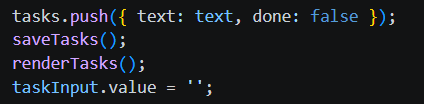 tasks.push({ text: text, done: false });
saveTasks();
renderTasks();
taskInput.value = '';